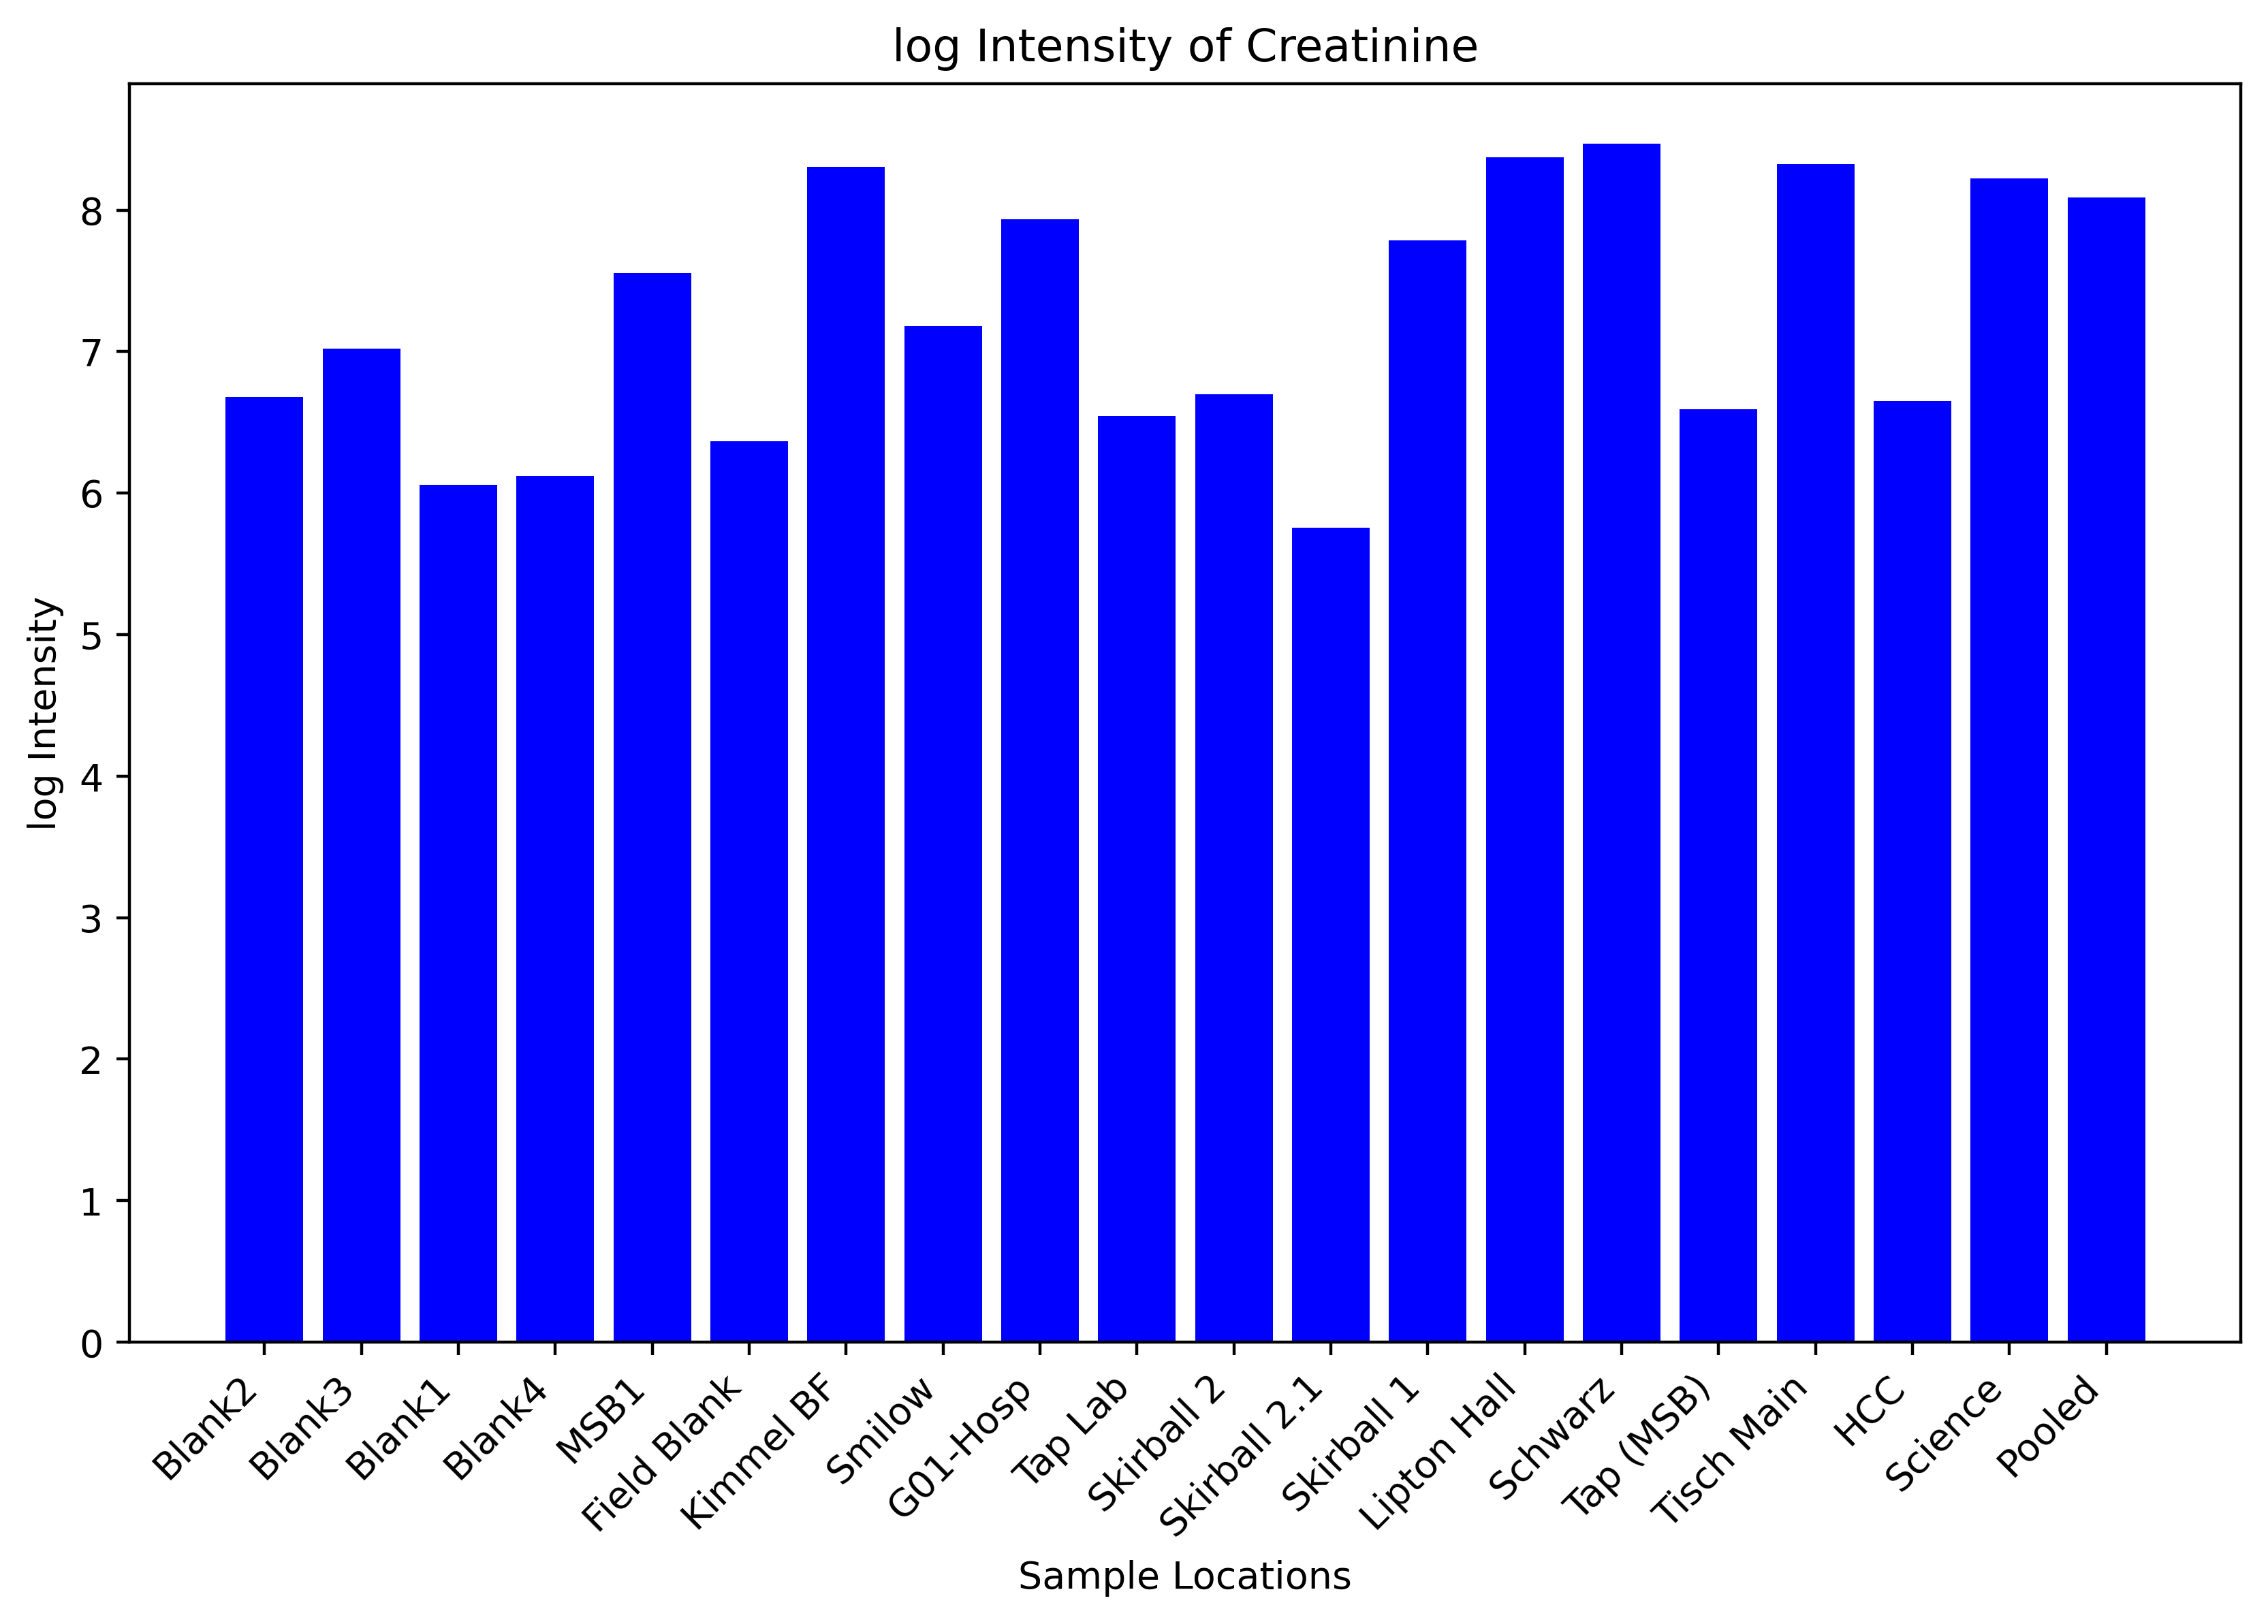 log Intensity of Creatinine
log Intensity
8
7
6
5
4
3
2
1
0
Blank2
Blank3
Blank1
Blank4
MSB1
Field Blank
Kimmel BF
Smilow
G01-Hosp
Tap Lab
Skirball 2
Skirball 2.1
Skirball 1
Lipton Hall
Schwarz
Tap (MSB)
Tisch Main
HCC
Science
Pooled
Sample Locations